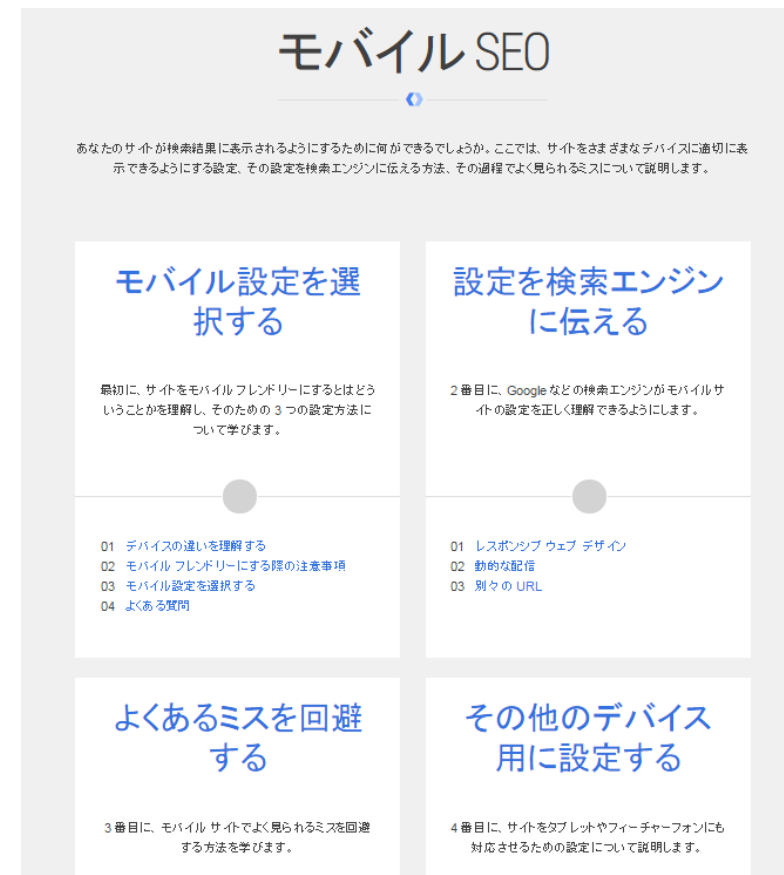 モバイル SEO
あなたのサイトが検索結果に表示されるようにするために何ができるでしょうか。ここでは、サイトをさまざまなデバイスに適切に表
示できるようにする設定、その設定を検索エンジンに伝える方法、その過程でよく見られるミスについて説明します。
モバイル設定を選
択する
最初に、サイトをモバイル フレンドリーにするとはどう
いうことかを理解し、そのための 3 つの設定方法に
ついて学びます。
01 デバイスの違いを理解する
02 モバイル フレンドリーにする際の注意事項
03 モバイル設定を選択する
04 よくある質問
設定を検索エンジン
に伝える
2 番目に、Google などの検索エンジンがモバイル サ
イトの設定を正しく理解できるようにします。
01 レスポンシブ ウェブ デザイン
02 動的な配信
03 別々の URL
よくあるミスを回避
する
3 番目に、モバイル サイトでよく見られるミスを回避
する方法を学びます。
その他のデバイス
用に設定する
4 番目に、サイトをタブレットやフィーチャーフォンにも
対応させるための設定について説明します。